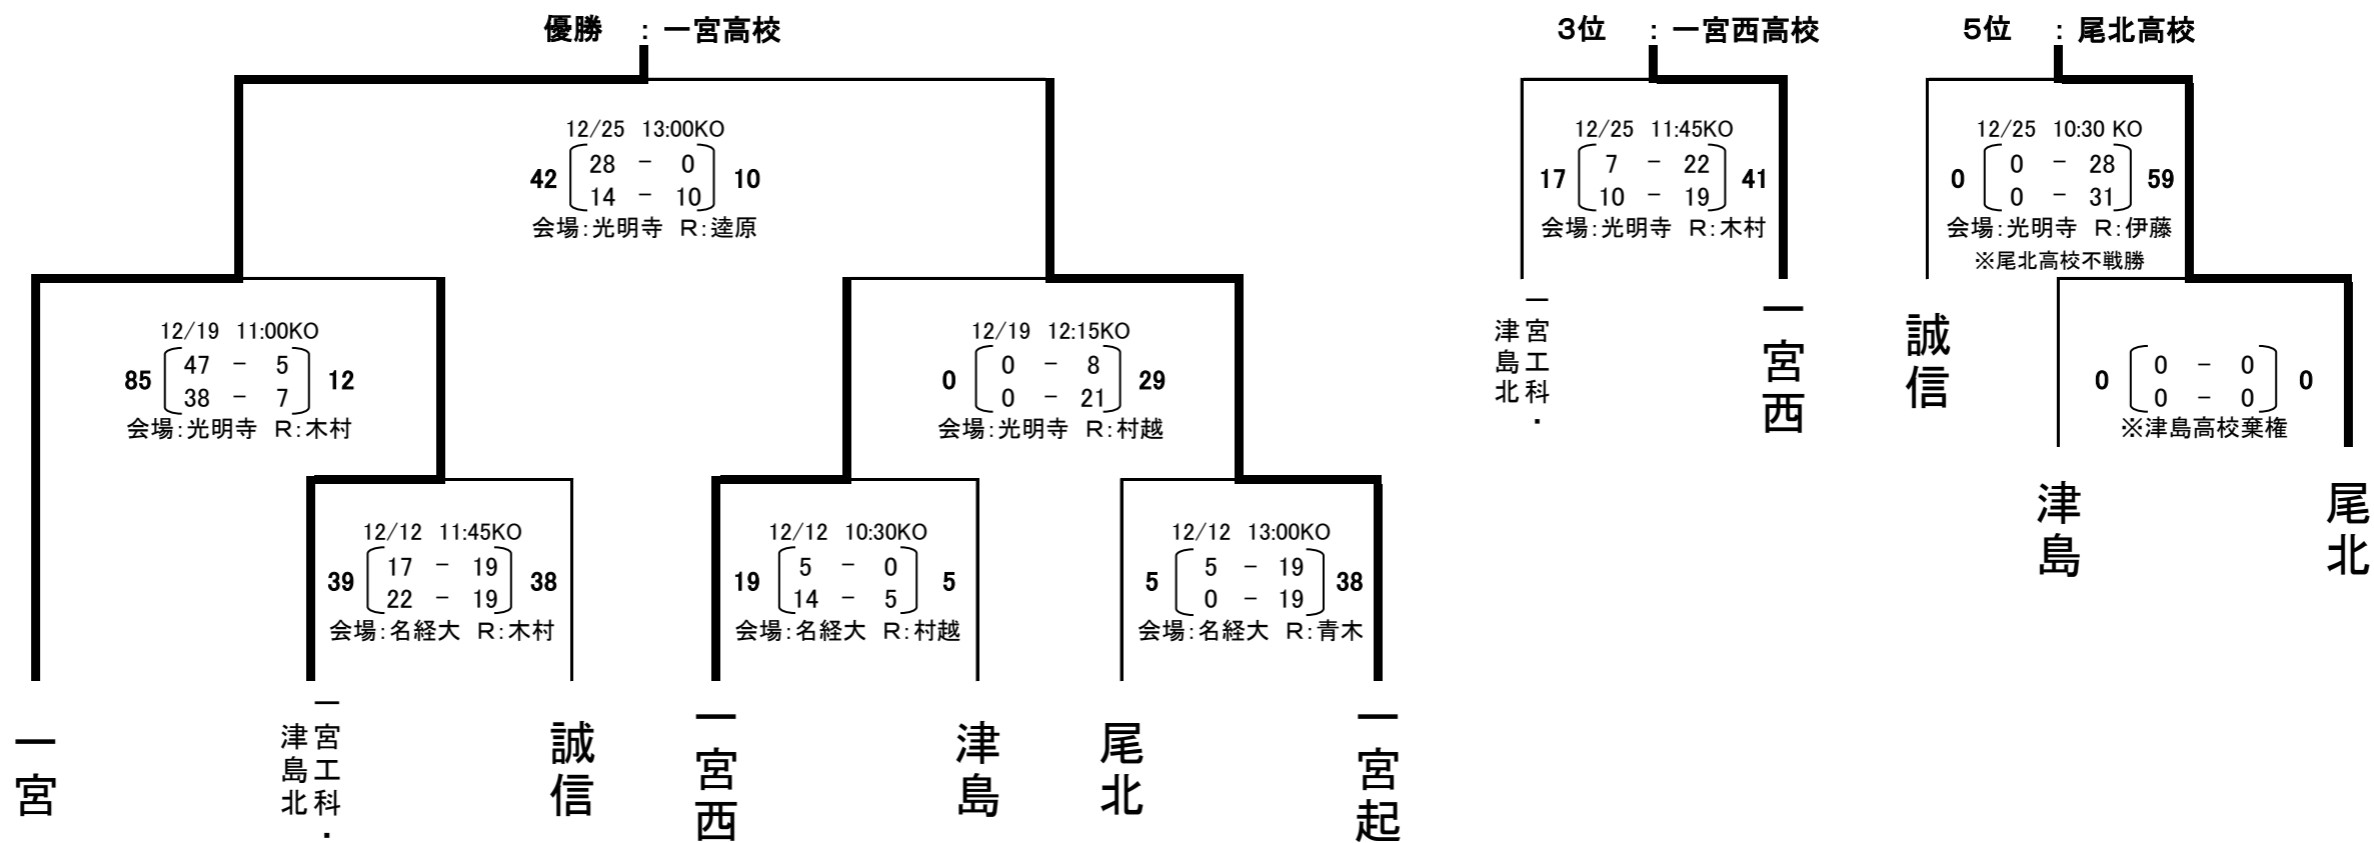 優勝 : 一宮高校
12/25 13:00KO
42 28 - 0 10
14 - 10
会場:光明寺 R:逵原
12/19 11:00KO
85 47 - 5 12
38 - 7
会場:光明寺 R:木村
12/19 12:15KO
0 0 - 8 29
0 - 21
会場:光明寺 R:村越
12/12 11:45KO
39 17 - 19 38
22 - 19
会場:名経大 R:木村
12/12 10:30KO
19 5 - 0 5
14 - 5
会場:名経大 R:村越
12/12 13:00KO
5 5 - 19 38
0 - 19
会場:名経大 R:青木
一宮
一宮工科・
津島北
誠信
一宮西
津島
尾北
一宮起
3位 : 一宮西高校
12/25 11:45KO
17 7 - 22 41
10 - 19
会場:光明寺 R:木村
一宮工科・
津島北
一宮西
5位 : 尾北高校
12/25 10:30 KO
0 0 - 28 59
0 - 31
会場:光明寺 R:伊藤
※尾北高校不戦勝
誠信
0 0 - 0 0
0 - 0
※津島高校棄権
津島
尾北